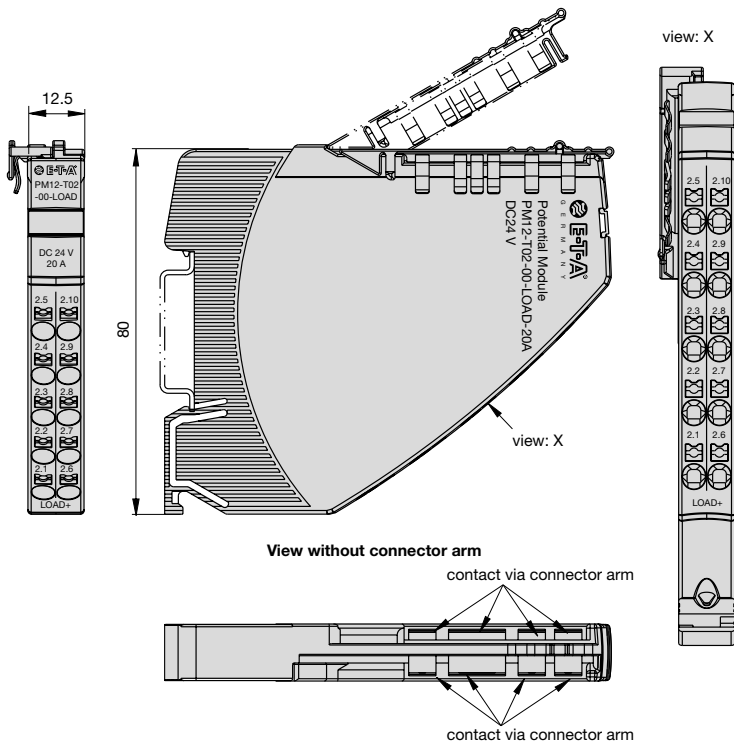 view: X
12.5
E-T-A
PM12-T02
-00-LOAD
DC 24 V
20 A
2.5 2.10
2.4 2.9
2.3 2.8
2.2 2.7
2.1 2.6
LOAD+
80
E-T-A®
GERMANY
Potential Module
PM12-T02-00-LOAD-20A
DC24 V
view: X
2.5 2.10
2.4 2.9
2.3 2.8
2.2 2.7
2.1 2.6
LOAD+
View without connector arm
contact via connector arm
contact via connector arm